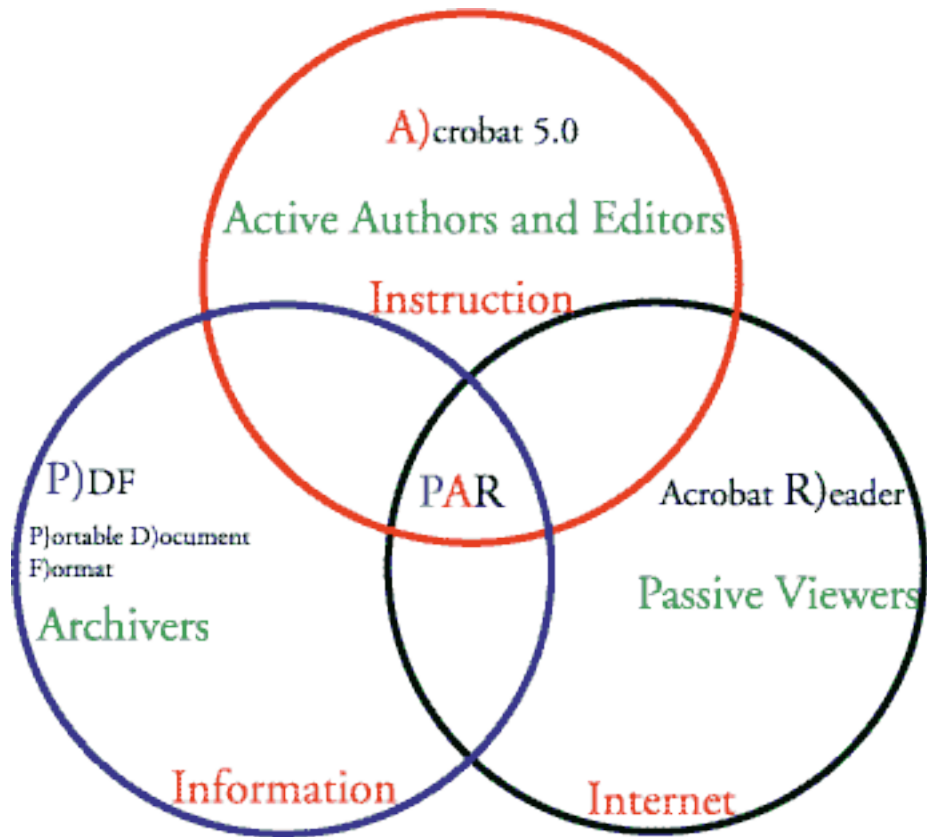 A)crobat 5.0
Active Authors and Editors
Instruction
P)DF
P)ortable D)ocument
F)ormat
Archivers
Information
PAR
Acrobat R)eader
Passive Viewers
Internet